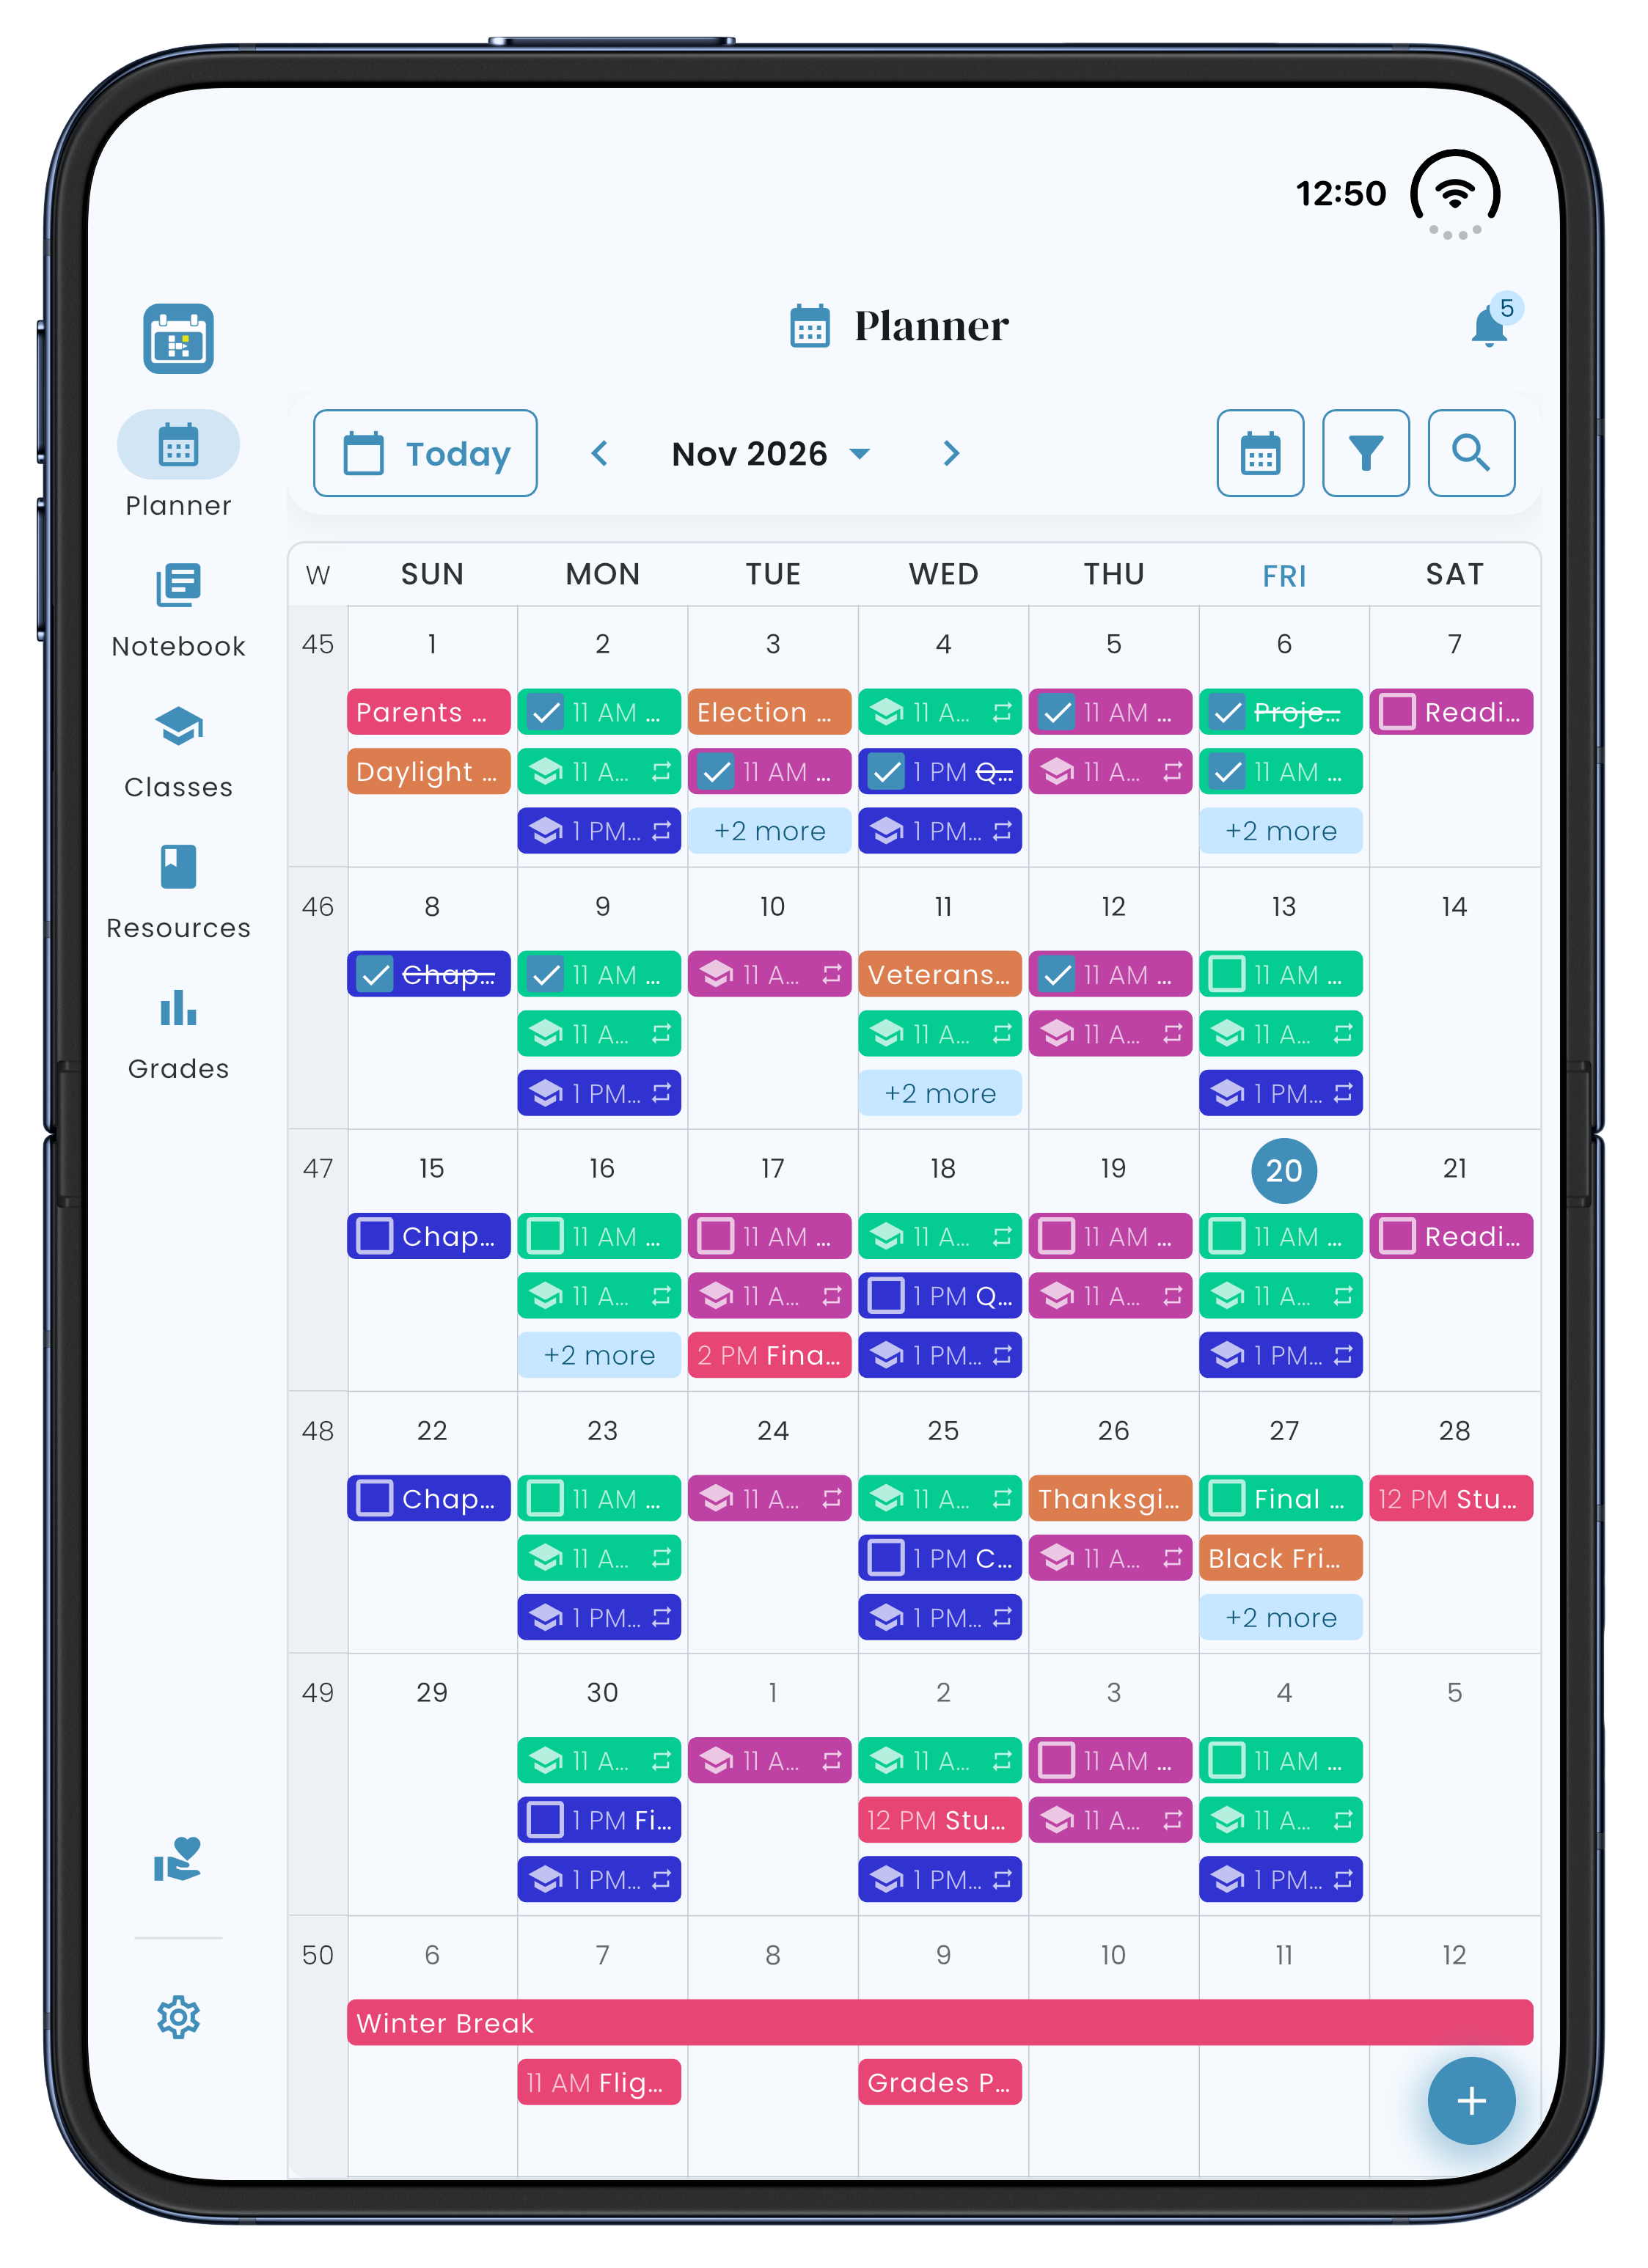 12:50
Planner
5
Today
Nov 2026
Planner
Notebook
Classes
Resources
Grades
W SUN MON TUE WED THU FRI SAT
45 1 2 3 4 5 6 7
Parents ... 11 AM ... Election ... 11 A... 11 AM ... Proje... Readi...
Daylight ... 11 A... 11 AM ... 1 PM Q... 11 A... 11 AM ...
1 PM... +2 more 1 PM... +2 more
46 8 9 10 11 12 13 14
Chap... 11 AM ... 11 A... Veterans... 11 AM ... 11 AM ...
11 A... 11 A... 11 A... 11 A...
1 PM... +2 more 1 PM...
47 15 16 17 18 19 20 21
Chap... 11 AM ... 11 AM ... 11 A... 11 AM ... 11 AM ... Readi...
11 A... 11 A... 1 PM Q... 11 A... 11 A...
+2 more 2 PM Fina... 1 PM... 1 PM...
48 22 23 24 25 26 27 28
Chap... 11 AM ... 11 A... 11 A... Thanksgi... Final ... 12 PM Stu...
11 A... 1 PM C... 11 A... Black Fri...
1 PM... 1 PM... +2 more
49 29 30 1 2 3 4 5
11 A... 11 A... 11 A... 11 AM ... 11 AM ...
1 PM Fi... 12 PM Stu... 11 A... 11 A...
1 PM... 1 PM... 1 PM...
50 6 7 8 9 10 11 12
Winter Break
11 AM Flig... Grades P...